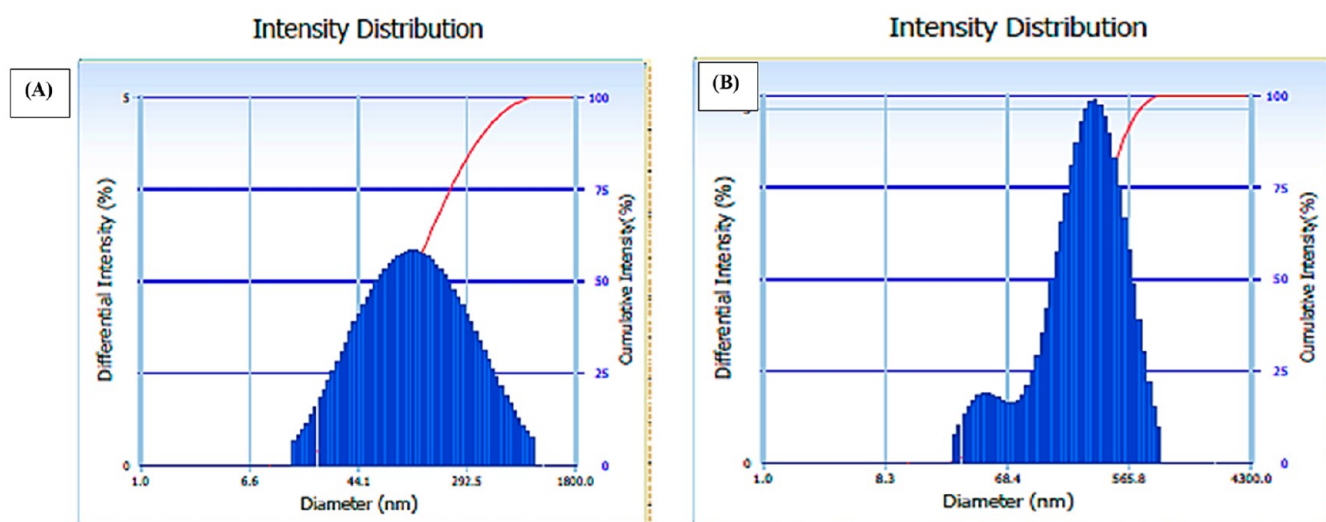 Intensity Distribution
(A)
5
0
Differential Intensity (%)
100
75
50
25
0
Cumulative Intensity(%)
1.0 6.6 44.1 292.5 1800.0
Diameter (nm)
Intensity Distribution
(B)
0
Differential Intensity (%)
100
75
50
25
0
Cumulative Intensity(%)
1.0 8.3 68.4 565.8 4300.0
Diameter (nm)